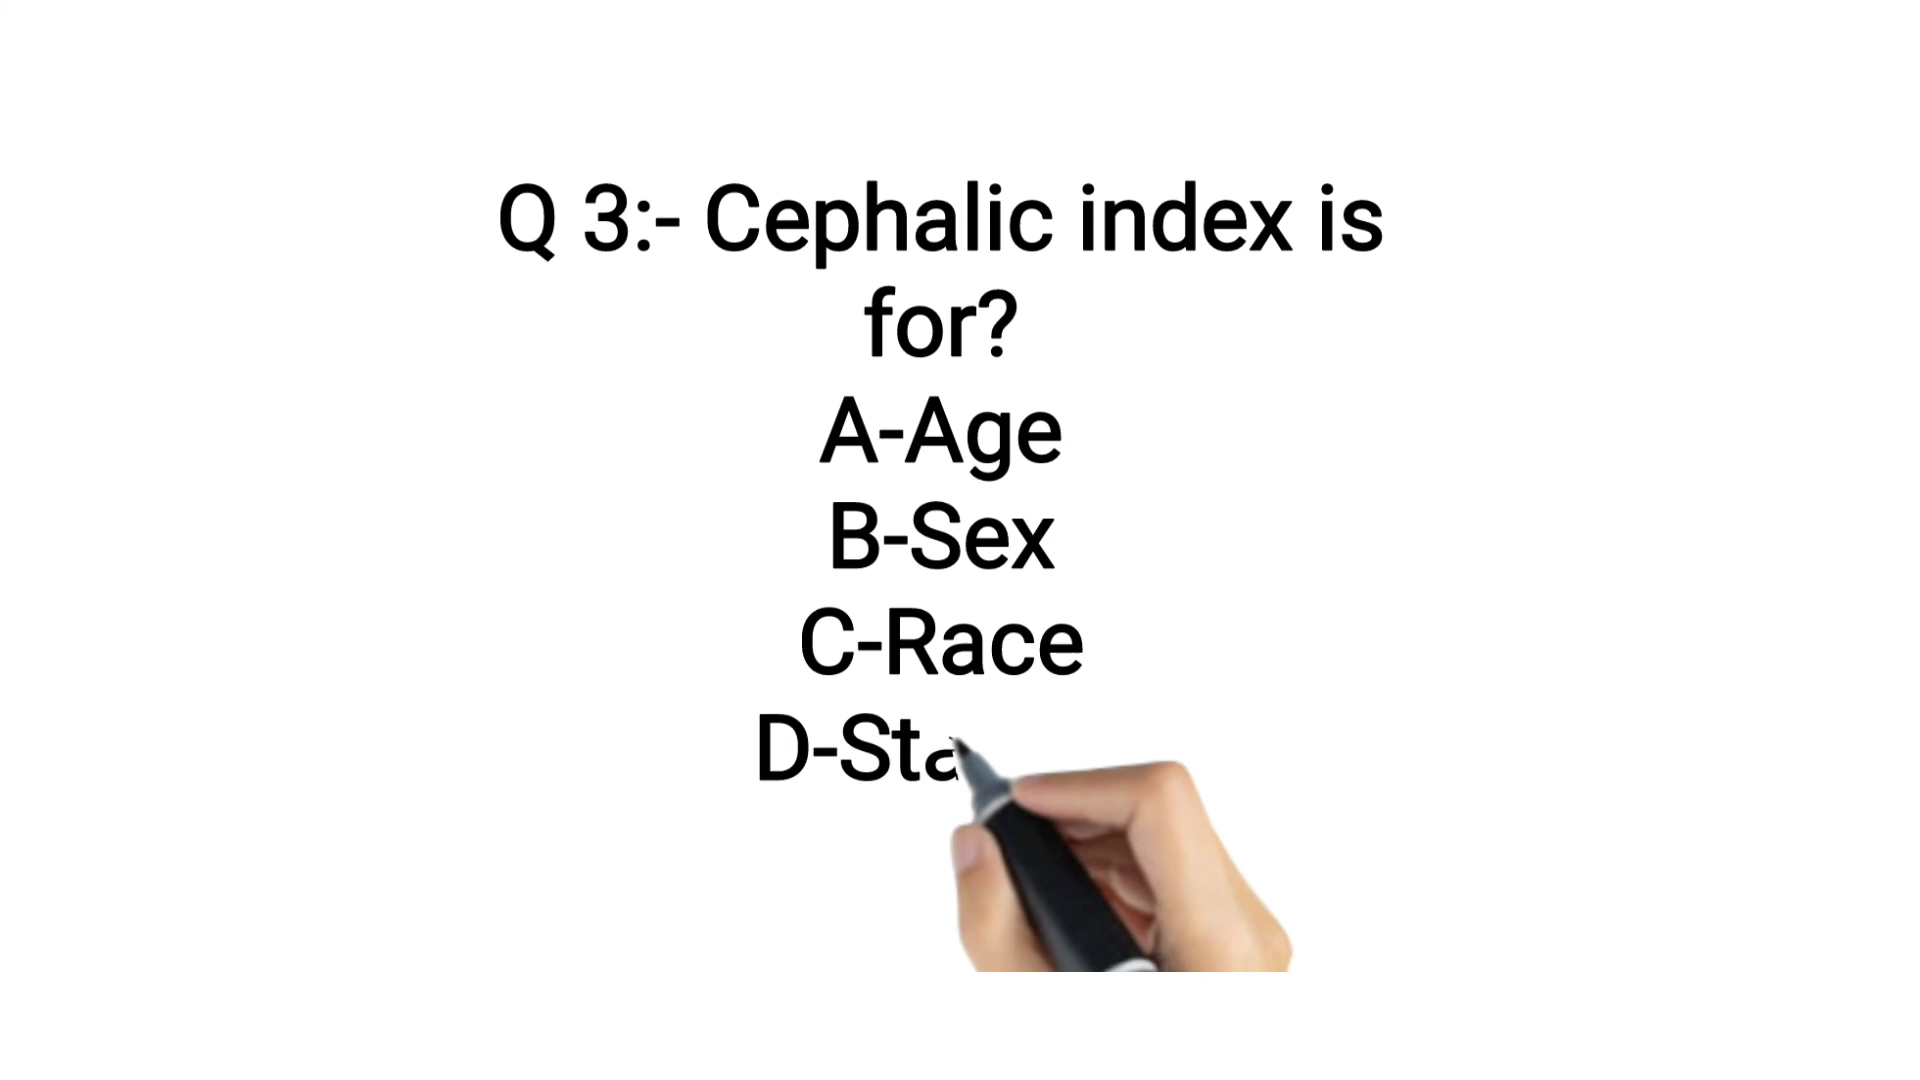 Q 3:- Cephalic index is
for?
A-Age
B-Sex
C-Race
D-Sta